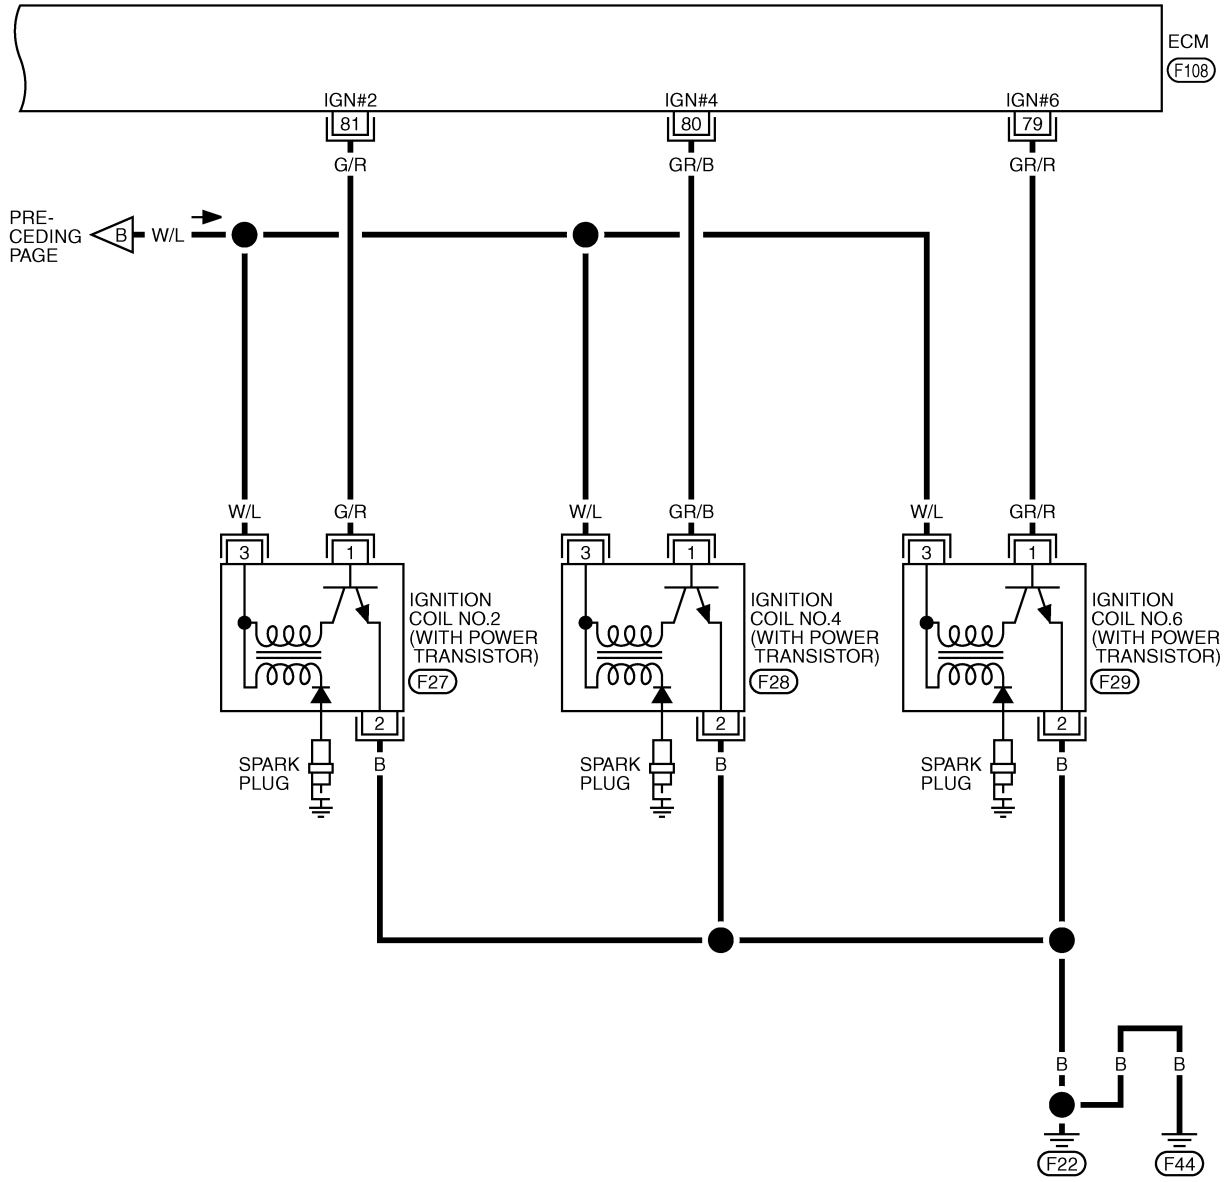 ECM
F108
IGN#2
IGN#4
IGN#6
81
80
79
G/R
GR/B
GR/R
PRE-
CEDING
PAGE
B
W/L
W/L
G/R
W/L
GR/B
W/L
GR/R
3
1
3
1
3
1
IGNITION
COIL NO.2
(WITH POWER
TRANSISTOR)
F27
IGNITION
COIL NO.4
(WITH POWER
TRANSISTOR)
F28
IGNITION
COIL NO.6
(WITH POWER
TRANSISTOR)
F29
2
2
2
SPARK
PLUG
B
SPARK
PLUG
B
SPARK
PLUG
B
B
B
B
F22
F44